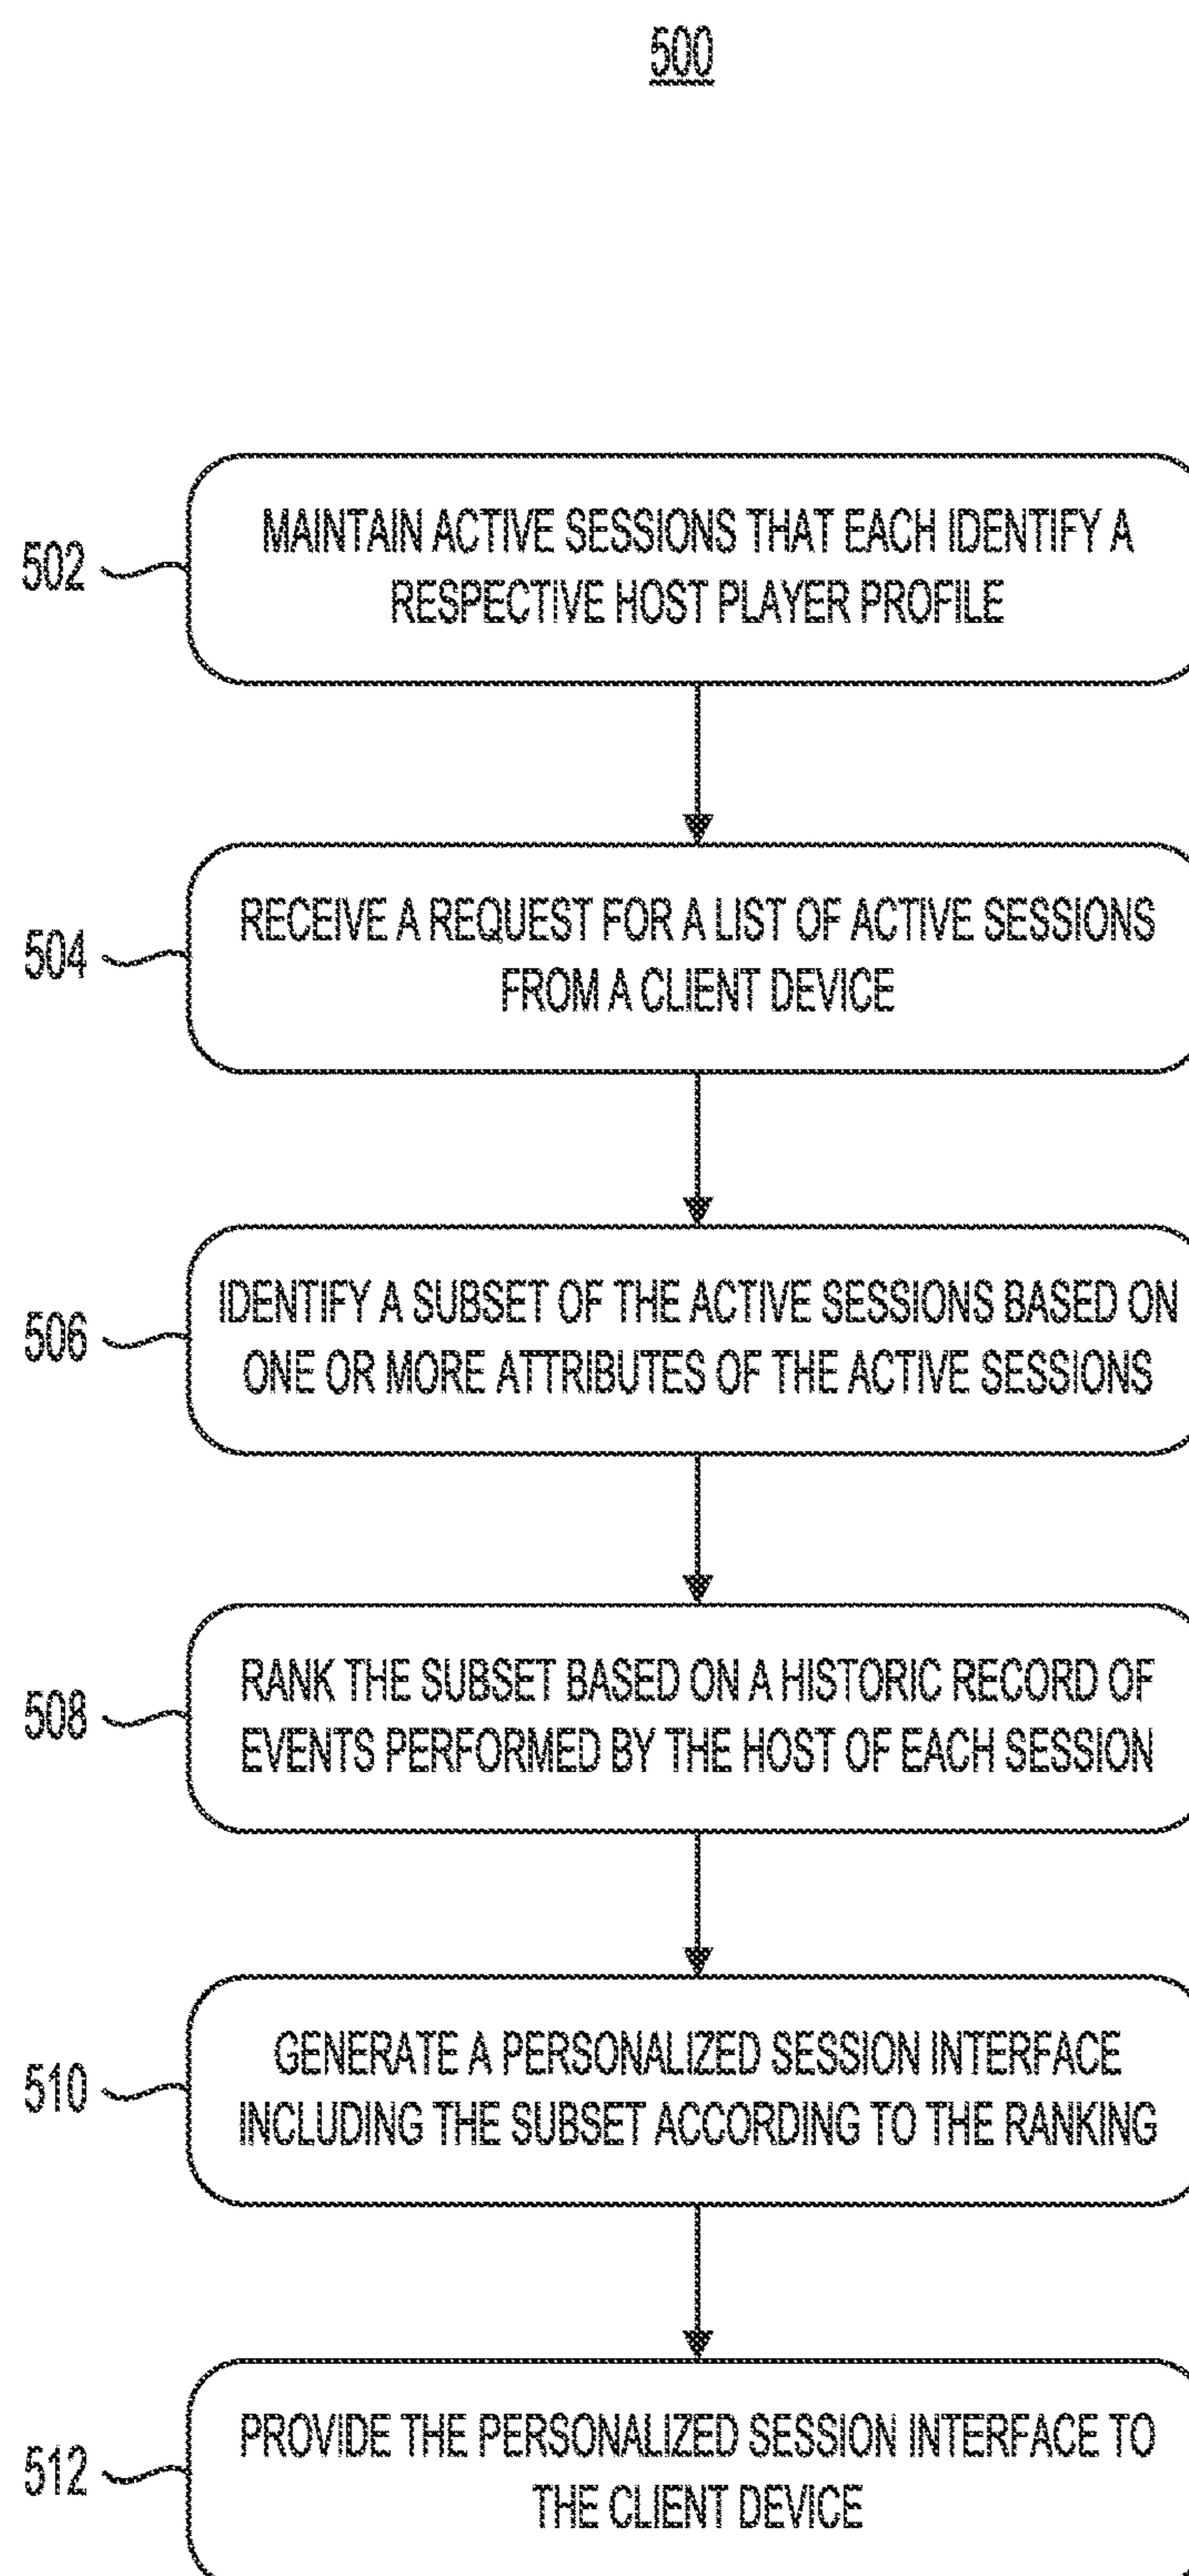 500
502
MAINTAIN ACTIVE SESSIONS THAT EACH IDENTIFY A
RESPECTIVE HOST PLAYER PROFILE
504
RECEIVE A REQUEST FOR A LIST OF ACTIVE SESSIONS
FROM A CLIENT DEVICE
506
IDENTIFY A SUBSET OF THE ACTIVE SESSIONS BASED ON
ONE OR MORE ATTRIBUTES OF THE ACTIVE SESSIONS
508
RANK THE SUBSET BASED ON A HISTORIC RECORD OF
EVENTS PERFORMED BY THE HOST OF EACH SESSION
510
GENERATE A PERSONALIZED SESSION INTERFACE
INCLUDING THE SUBSET ACCORDING TO THE RANKING
512
PROVIDE THE PERSONALIZED SESSION INTERFACE TO
THE CLIENT DEVICE